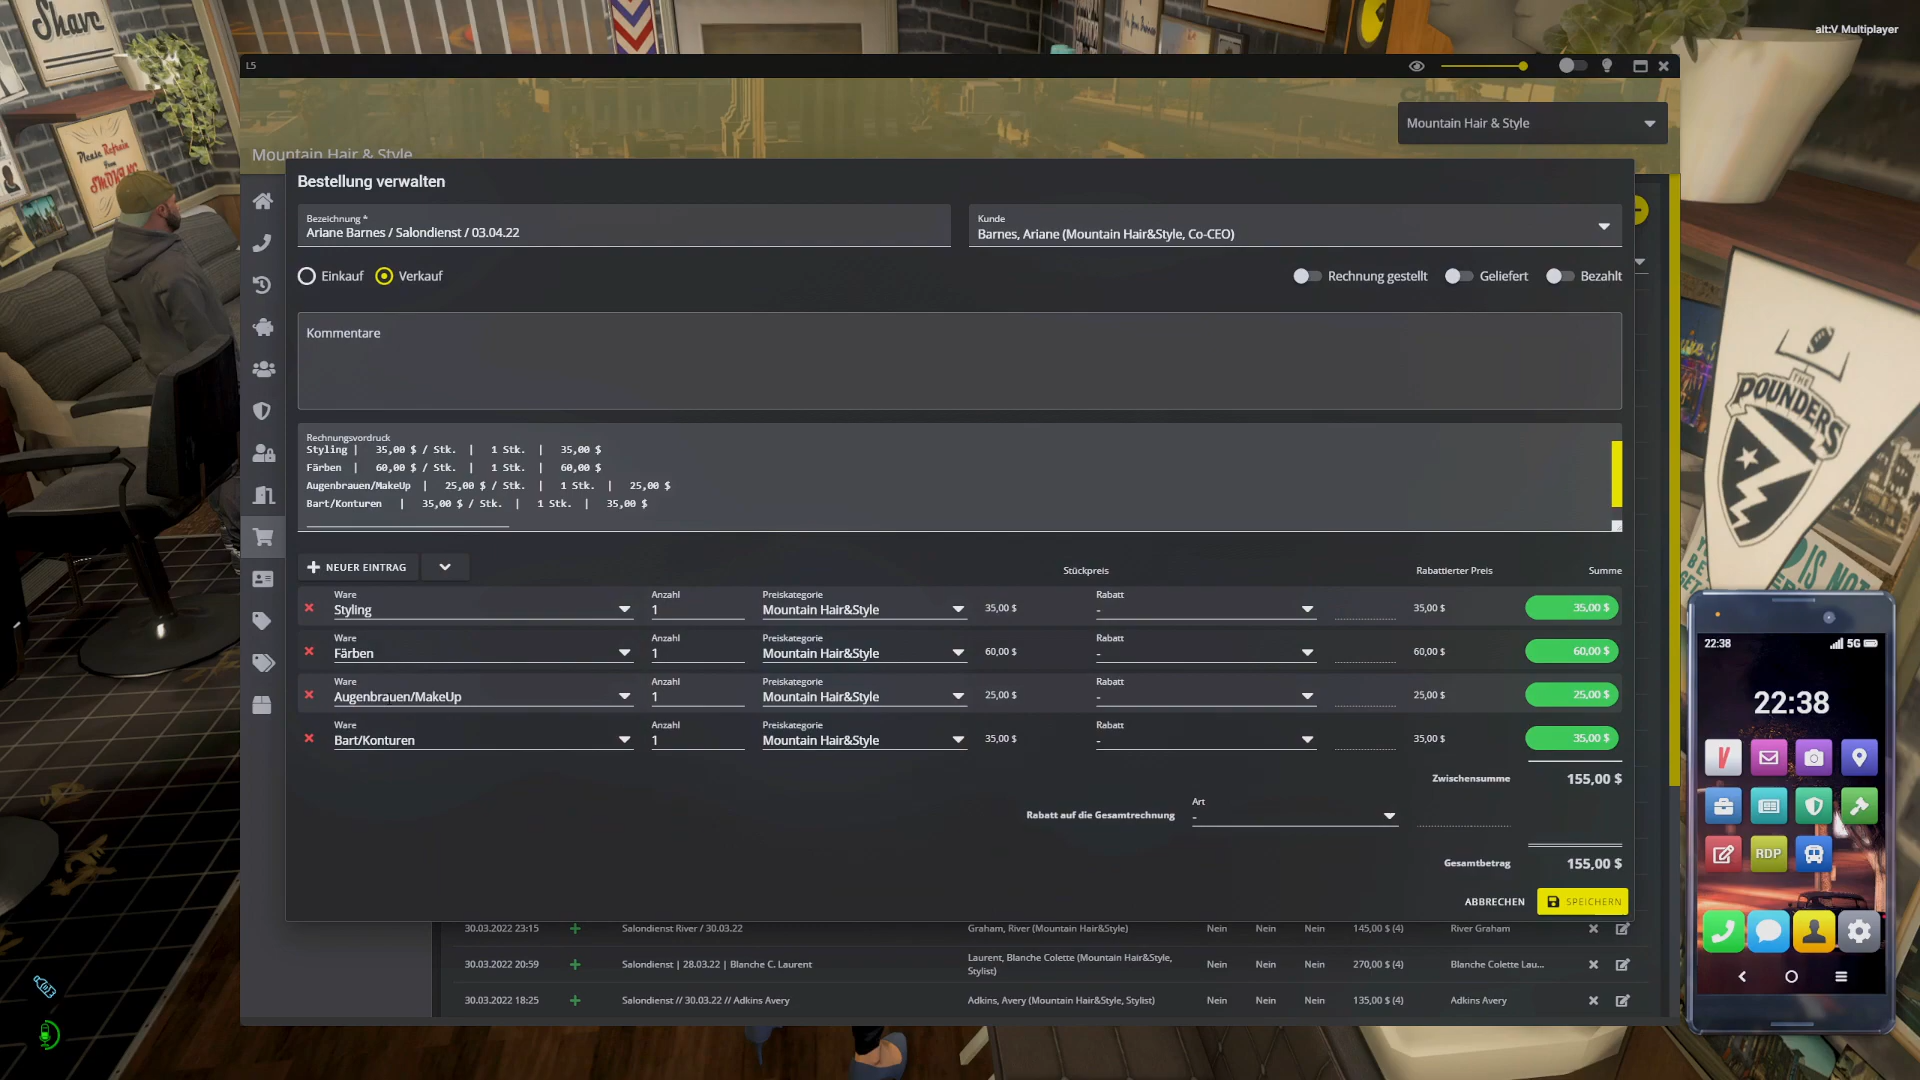 Shave
alt:V Multiplayer
L5
Mountain Hair & Style
Please Refrain
From
SMOKING
Mountain Hair & Style
Bestellung verwalten
Bezeichnung *
Ariane Barnes / Salondienst / 03.04.22
Kunde
Barnes, Ariane (Mountain Hair&Style, Co-CEO)
Einkauf
Verkauf
Rechnung gestellt
Geliefert
Bezahlt
Kommentare
Rechnungsvordruck
Styling | 35,00 $ / Stk. | 1 Stk. | 35,00 $
Färben | 60,00 $ / Stk. | 1 Stk. | 60,00 $
Augenbrauen/MakeUp | 25,00 $ / Stk. | 1 Stk. | 25,00 $
Bart/Konturen | 35,00 $ / Stk. | 1 Stk. | 35,00 $
NEUER EINTRAG
Stückpreis
Rabattierter Preis
Summe
Ware Anzahl Preiskategorie Rabatt
Styling 1 Mountain Hair&Style 35,00 $ - 35,00 $ 35,00 $
Ware Anzahl Preiskategorie Rabatt
Färben 1 Mountain Hair&Style 60,00 $ - 60,00 $ 60,00 $
Ware Anzahl Preiskategorie Rabatt
Augenbrauen/MakeUp 1 Mountain Hair&Style 25,00 $ - 25,00 $ 25,00 $
Ware Anzahl Preiskategorie Rabatt
Bart/Konturen 1 Mountain Hair&Style 35,00 $ - 35,00 $ 35,00 $
Zwischensumme 155,00 $
Art
Rabatt auf die Gesamtrechnung -
Gesamtbetrag 155,00 $
ABBRECHEN
SPEICHERN
30.03.2022 23:15 Salondienst River / 30.03.22 Graham, River (Mountain Hair&Style) Nein Nein Nein 145,00 $ (4) River Graham
30.03.2022 20:59 Salondienst | 28.03.22 | Blanche C. Laurent Laurent, Blanche Colette (Mountain Hair&Style, Stylist) Nein Nein Nein 270,00 $ (4) Blanche Colette Lau...
30.03.2022 18:25 Salondienst // 30.03.22 // Adkins Avery Adkins, Avery (Mountain Hair&Style, Stylist) Nein Nein Nein 135,00 $ (4) Adkins Avery
THE
POUNDERS
IS NOT
22:38
5G
22:38
RDP